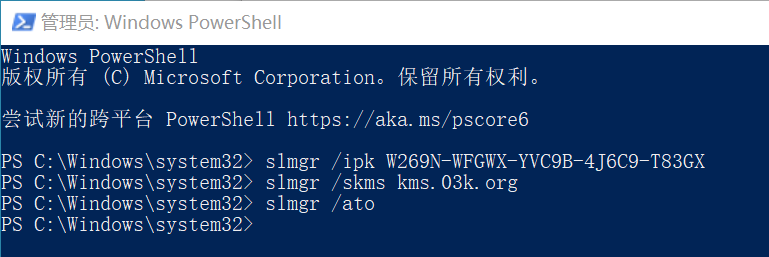 管理员: Windows PowerShell
Windows PowerShell
版权所有 (C) Microsoft Corporation。保留所有权利。
尝试新的跨平台 PowerShell https://aka.ms/pscore6
PS C:\Windows\system32> slmgr /ipk W269N-WFGWX-YVC9B-4J6C9-T83GX
PS C:\Windows\system32> slmgr /skms kms.03k.org
PS C:\Windows\system32> slmgr /ato
PS C:\Windows\system32>